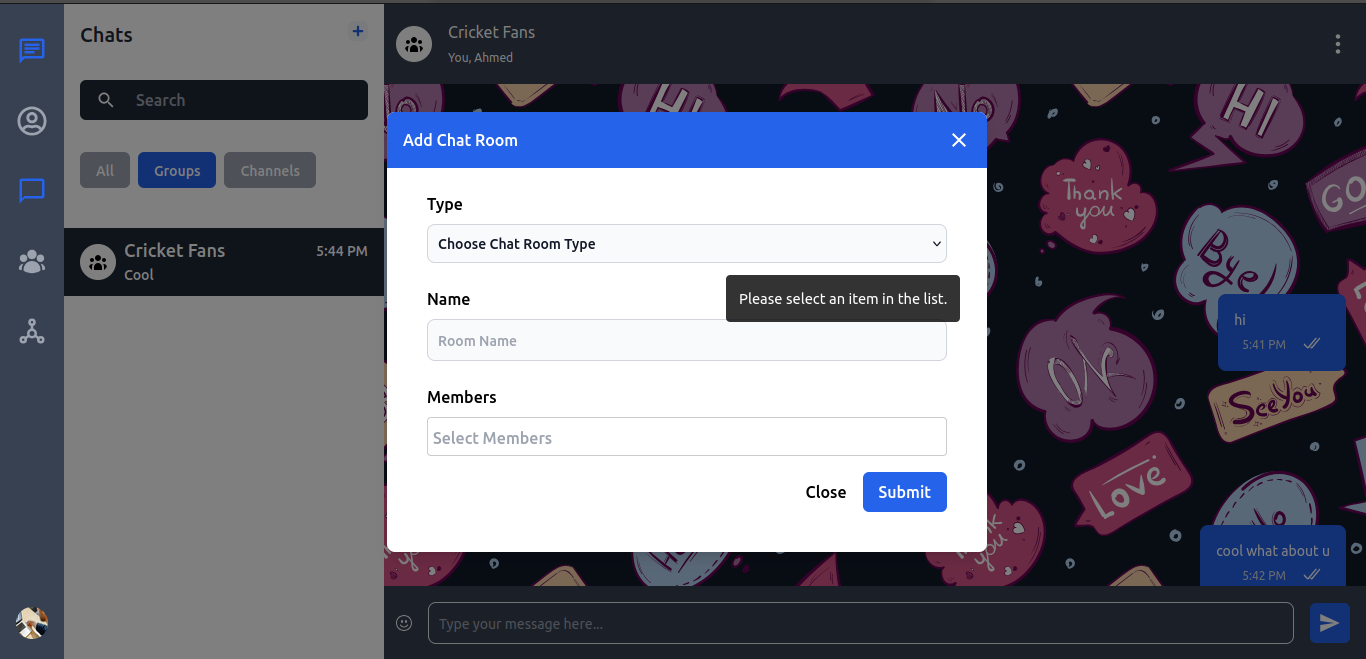 Chats
+
Search
All
Groups
Channels
Cricket Fans
5:44 PM
Cool
Cricket Fans
You, Ahmed
Add Chat Room
Type
Choose Chat Room Type
Please select an item in the list.
Name
Room Name
Members
Select Members
Close
Submit
HI
HI
Thank
you
GO
Bye!
hi
5:41 PM
OK
See You
Love
you
cool what about u
5:42 PM
you
Type your message here...